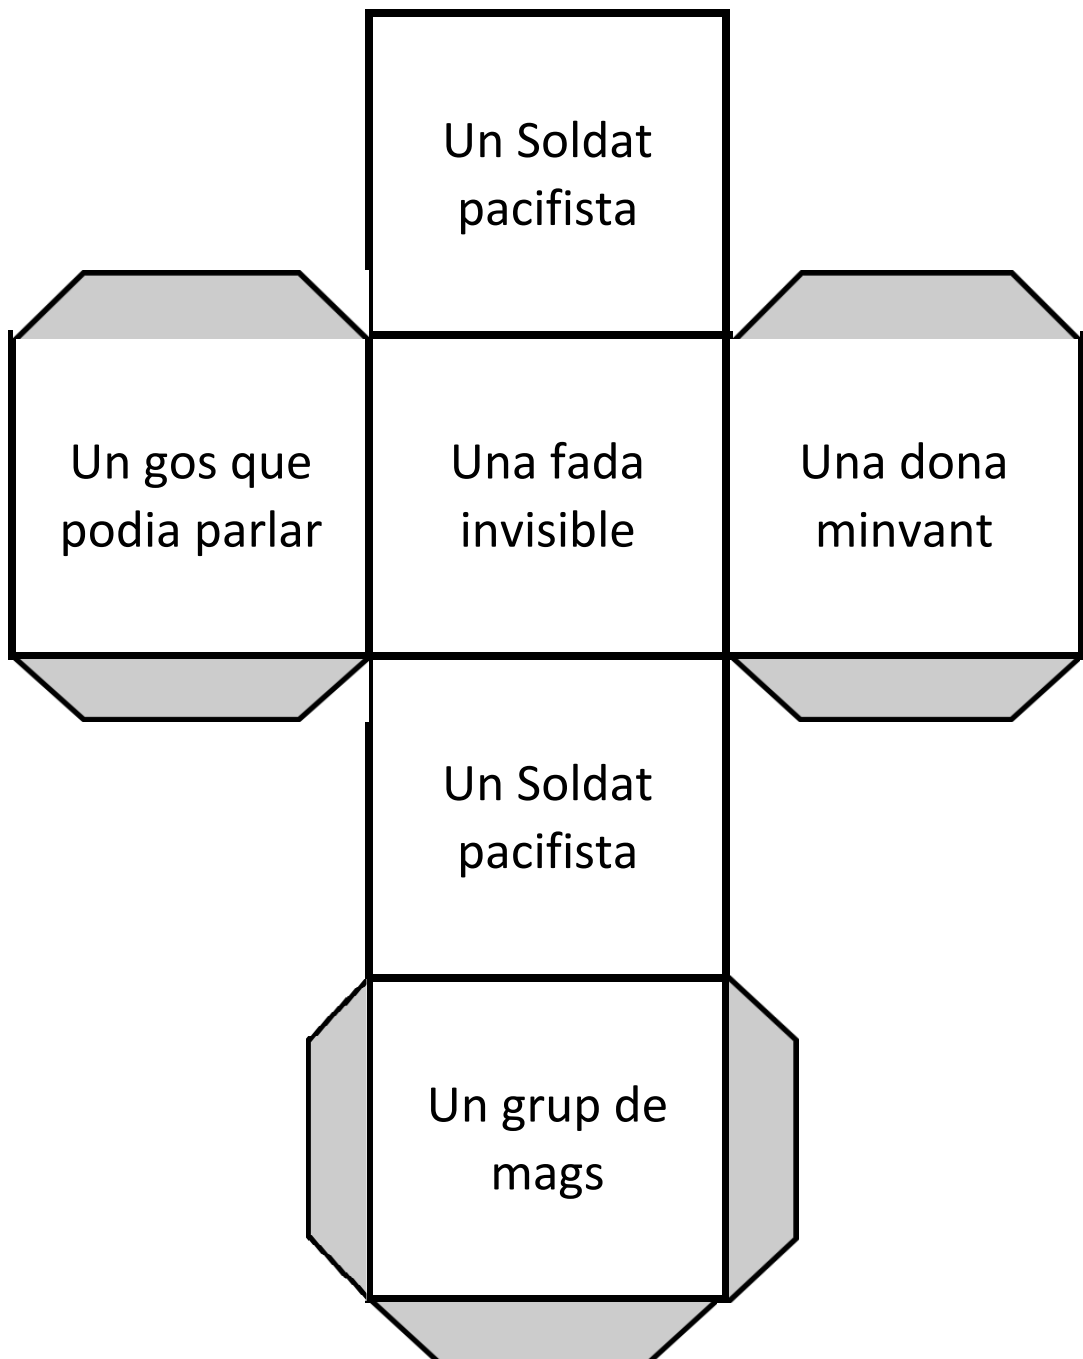 Un Soldat
pacifista
Un gos que
podia parlar
Una fada
invisible
Una dona
minvant
Un Soldat
pacifista
Un grup de
mags